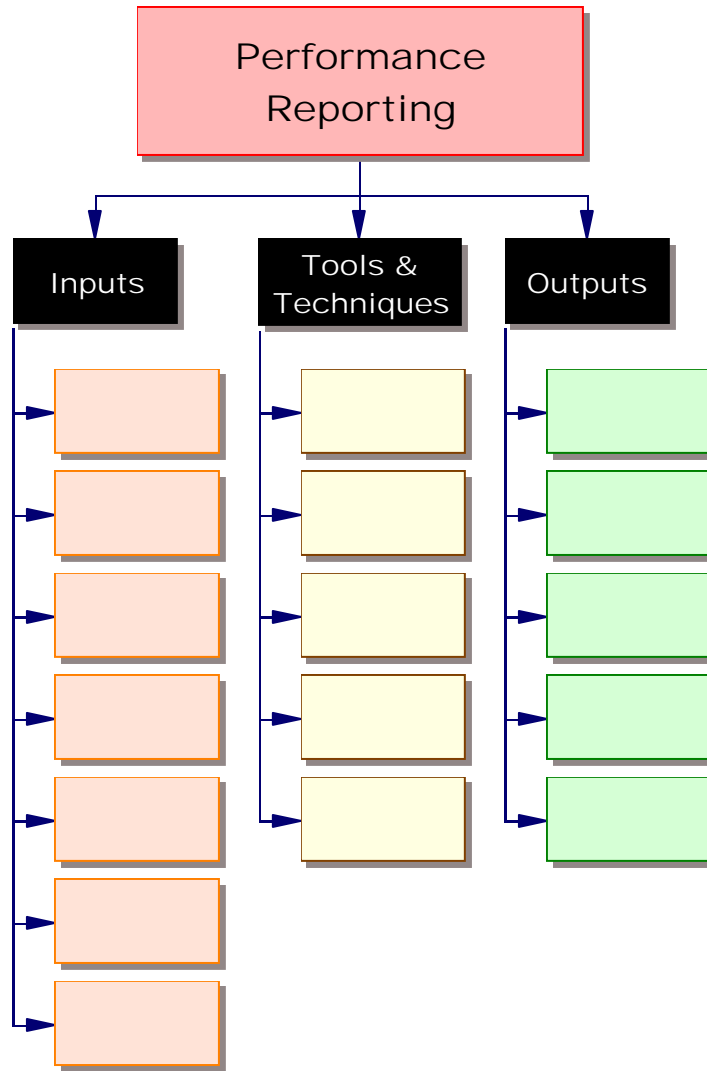 Performance
Reporting
Inputs
Tools &
Techniques
Outputs